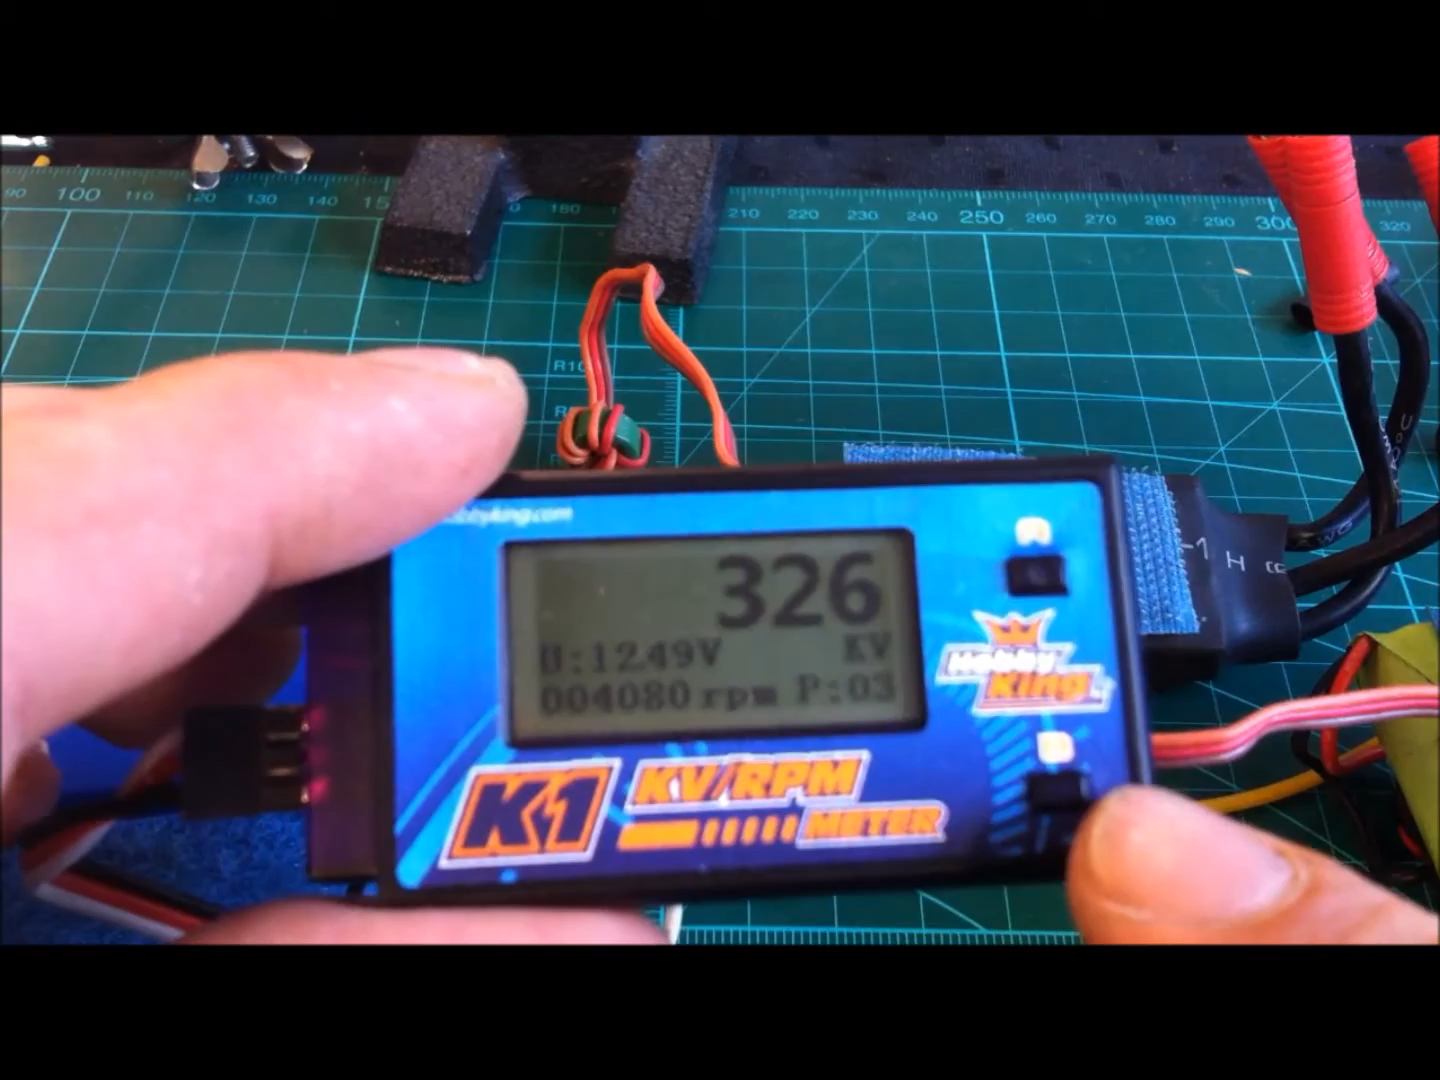 100 110 120 130 140 180 210 220 230 240 250 260 270 280 290 300 320
hobbyking.com
326
U:12.49V KV
004080 rpm P:03
Hobby
King
K1 KV/RPM
METER